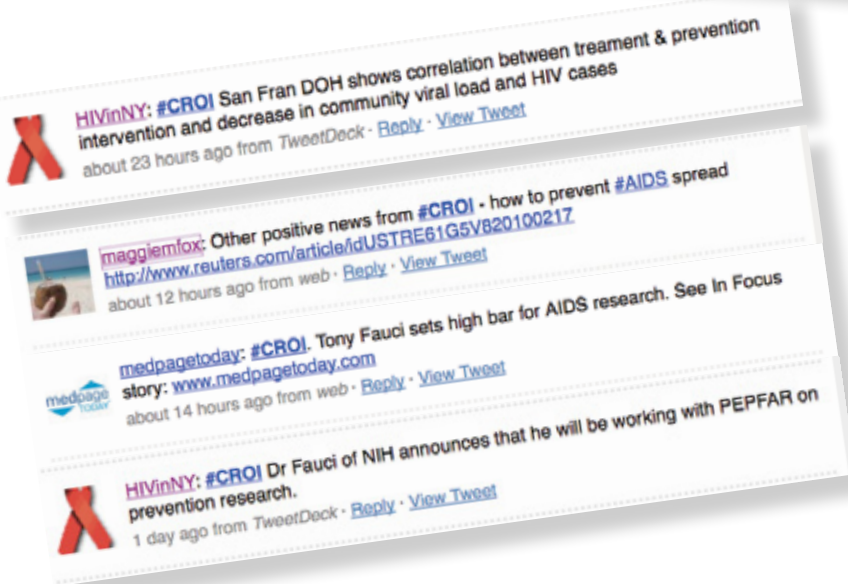 HIVinNY: #CROI San Fran DOH shows correlation between treament & prevention
intervention and decrease in community viral load and HIV cases
about 23 hours ago from TweetDeck · Reply · View Tweet
maggiemfox: Other positive news from #CROI - how to prevent #AIDS spread
http://www.reuters.com/article/idUSTRE61G5V820100217
about 12 hours ago from web · Reply · View Tweet
medpagetoday: #CROI. Tony Fauci sets high bar for AIDS research. See In Focus
story: www.medpagetoday.com
about 14 hours ago from web · Reply · View Tweet
medpage
TODAY
HIVinNY: #CROI Dr Fauci of NIH announces that he will be working with PEPFAR on
prevention research.
1 day ago from TweetDeck · Reply · View Tweet